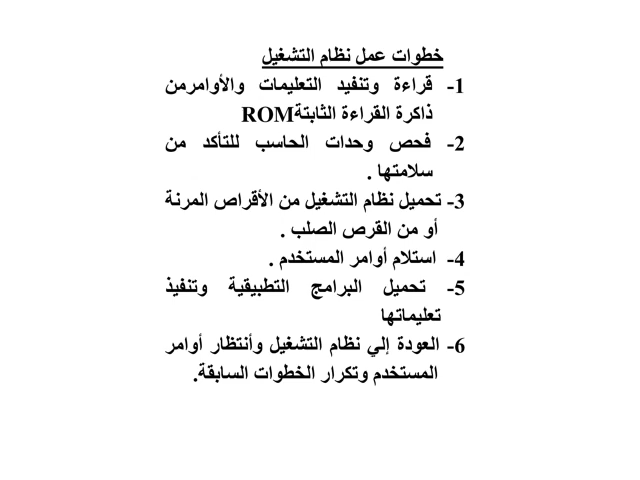 خطوات عمل نظام التشغيل
1- قراءة وتنفيد التعليمات والأوامرمن
ذاكرة القراءة الثابتةROM
2- فحص وحدات الحاسب للتأكد من
سلامتها .
3- تحميل نظام التشغيل من الأقراص المرنة
أو من القرص الصلب .
4- استلام أوامر المستخدم .
5- تحميل البرامج التطبيقية وتنفيذ
تعليماتها
6- العودة إلي نظام التشغيل وأنتظار أوامر
المستخدم وتكرار الخطوات السابقة.